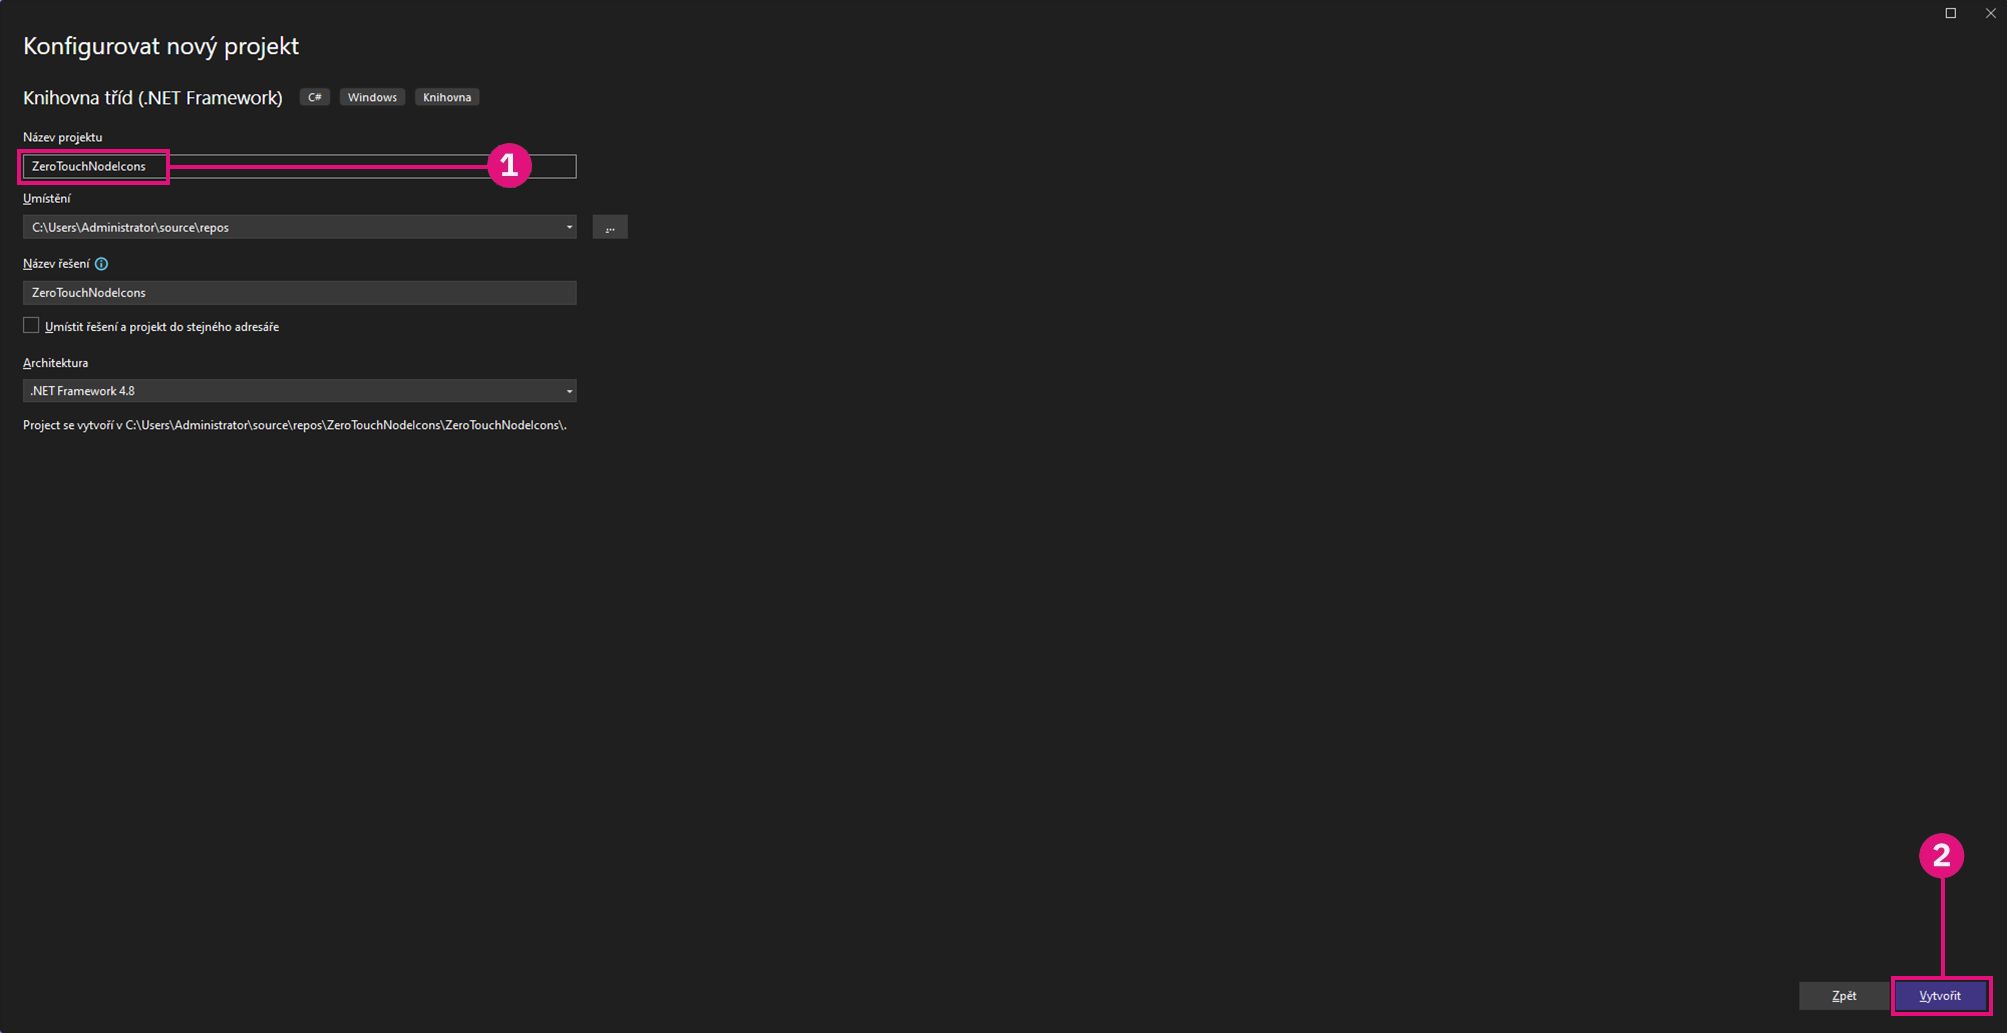 Konfigurovat nový projekt
Knihovna tříd (.NET Framework) C# Windows Knihovna
Název projektu
ZeroTouchNodeIcons 1
Umístění
C:\Users\Administrator\source\repos ...
Název řešení
ZeroTouchNodeIcons
Umístit řešení a projekt do stejného adresáře
Architektura
.NET Framework 4.8
Project se vytvoří v C:\Users\Administrator\source\repos\ZeroTouchNodeIcons\ZeroTouchNodeIcons\.
2
Zpět Vytvořit